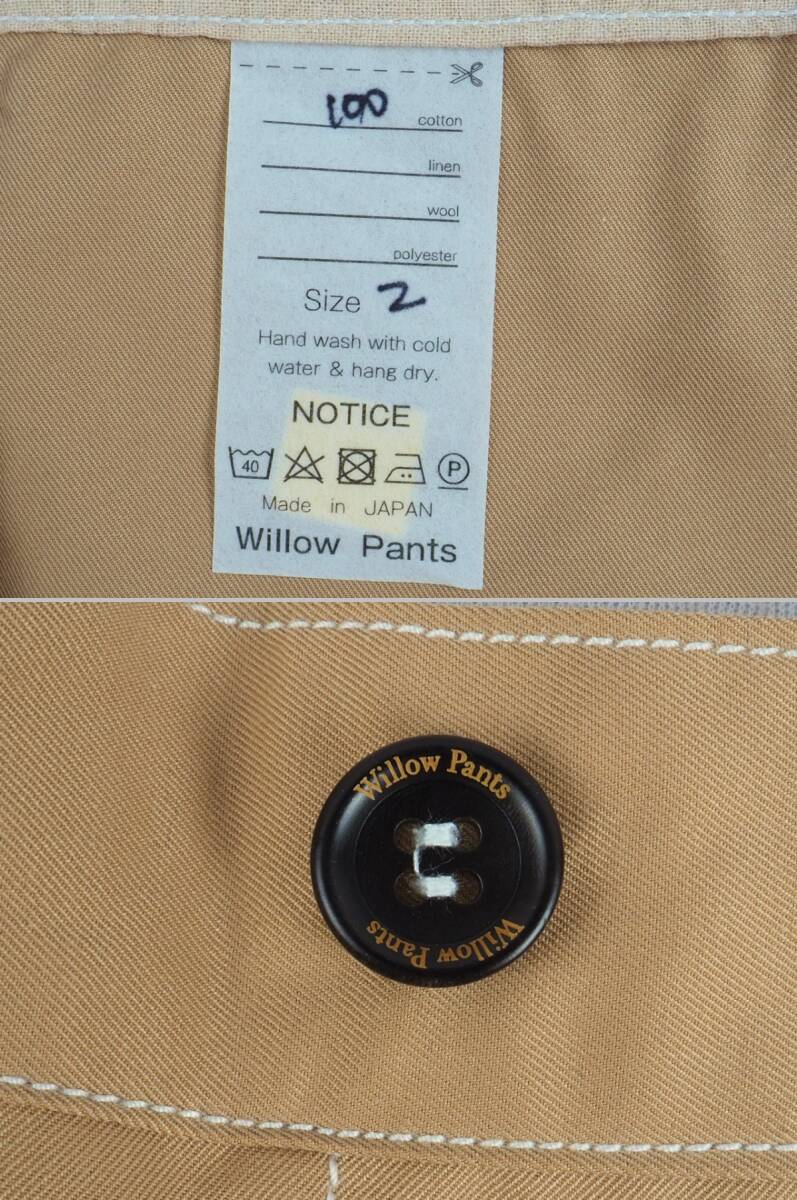 100 cotton
linen
wool
polyester
Size 2
Hand wash with cold
water & hang dry.
NOTICE
40 P
Made in JAPAN
Willow Pants
Willow Pants
Willow Pants